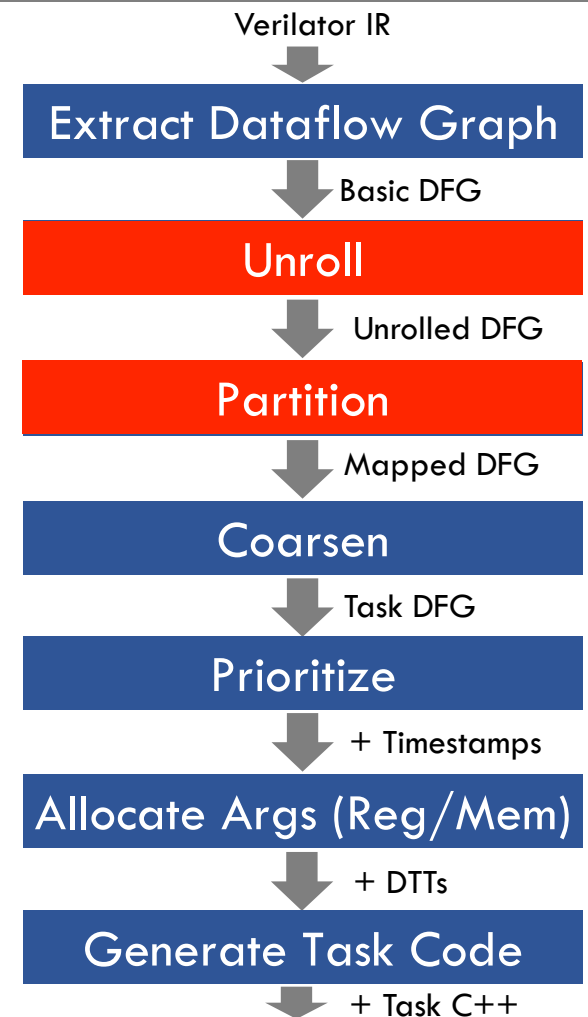 Verilator IR
Extract Dataflow Graph
Basic DFG
Unroll
Unrolled DFG
Partition
Mapped DFG
Coarsen
Task DFG
Prioritize
+ Timestamps
Allocate Args (Reg/Mem)
+ DTTs
Generate Task Code
+ Task C++